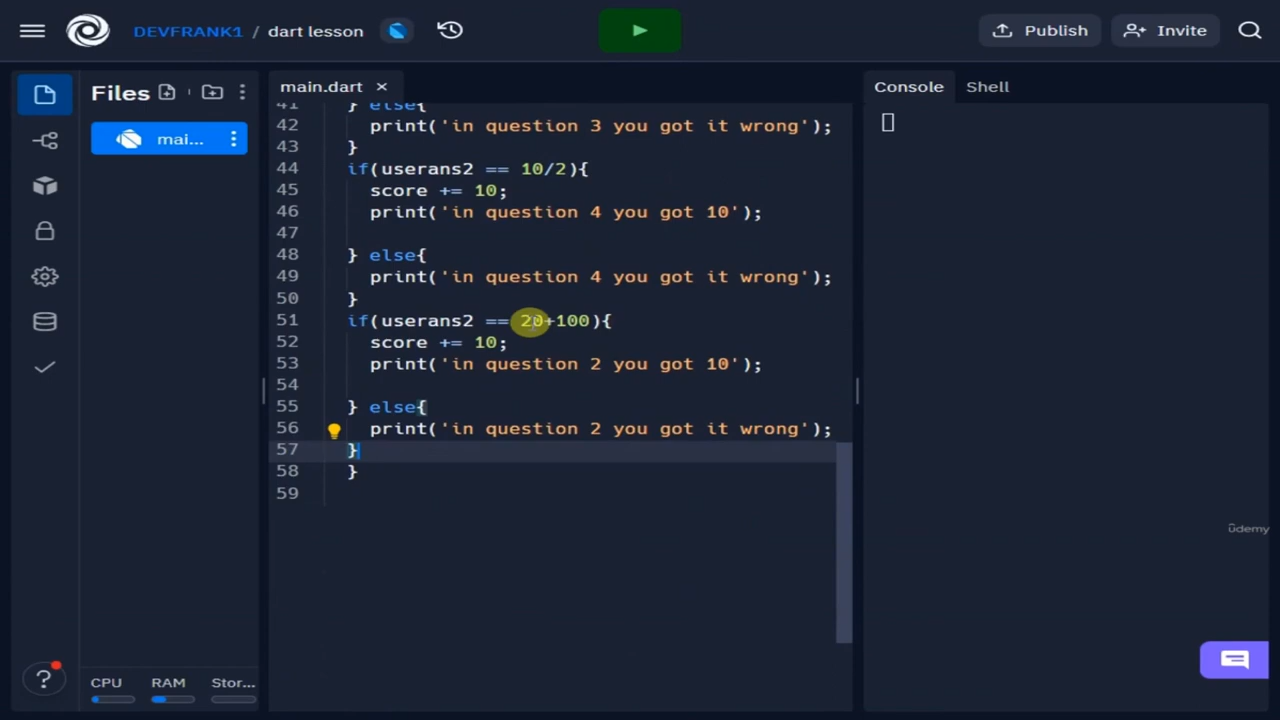 DEVFRANK1 / dart lesson
Publish
Invite
Files
mai...
main.dart ×
Console
Shell
41 } else{
42 print('in question 3 you got it wrong');
43 }
44 if(userans2 == 10/2){
45 score += 10;
46 print('in question 4 you got 10');
47
48 } else{
49 print('in question 4 you got it wrong');
50 }
51 if(userans2 == 20+100){
52 score += 10;
53 print('in question 2 you got 10');
54
55 } else{
56 print('in question 2 you got it wrong');
57 }
58 }
59
ûdemy
?
CPU RAM Stor...